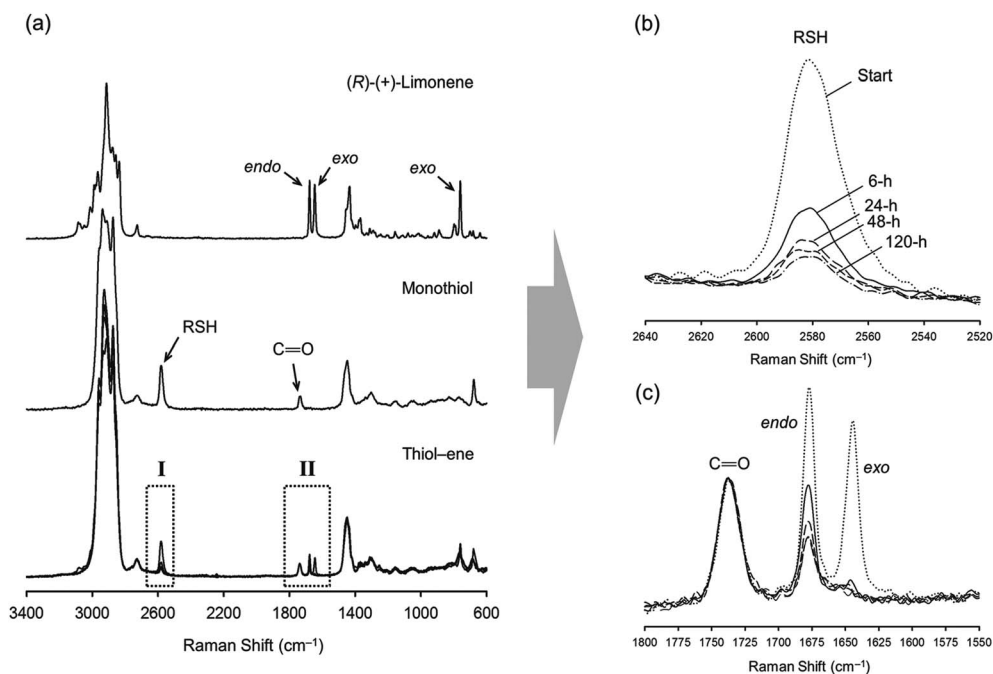 (a)
(R)-(+)-Limonene
endo
exo
exo
Monothiol
RSH
C=O
Thiol–ene
I
II
3400 3000 2600 2200 1800 1400 1000 600
Raman Shift (cm⁻¹)
(b)
RSH
Start
6-h
24-h
48-h
120-h
2640 2620 2600 2580 2560 2540 2520
Raman Shift (cm⁻¹)
(c)
endo
C=O
exo
1800 1775 1750 1725 1700 1675 1650 1625 1600 1575 1550
Raman Shift (cm⁻¹)